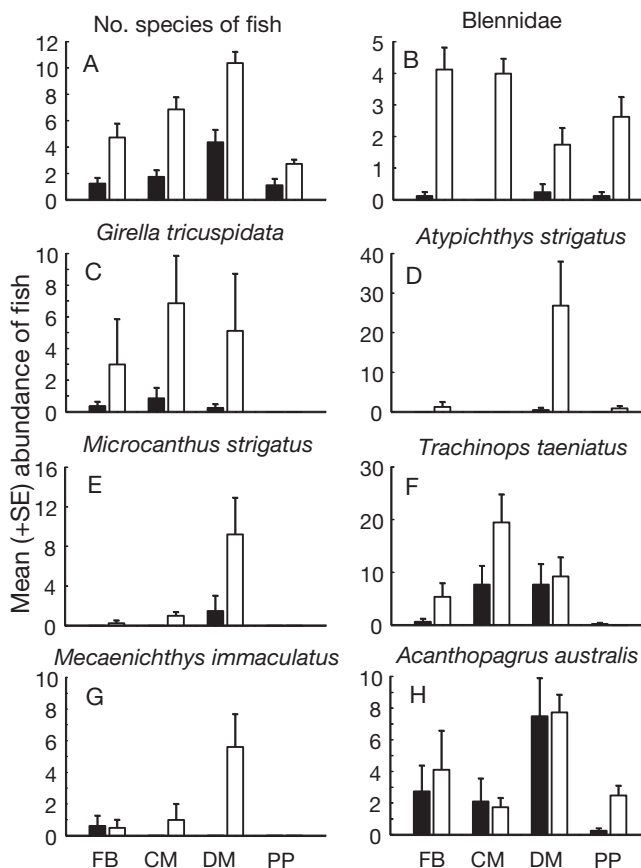 No. species of fish
Blennidae
A
B
12
10
8
6
4
2
0
5
4
3
2
1
0
Girella tricuspidata
Atypichthys strigatus
C
D
10
8
6
4
2
0
40
30
20
10
0
Microcanthus strigatus
Trachinops taeniatus
E
F
16
12
8
4
0
30
20
10
0
Mecaenichthys immaculatus
Acanthopagrus australis
G
H
10
8
6
4
2
0
10
8
6
4
2
0
FB CM DM PP
FB CM DM PP
Mean (+SE) abundance of fish